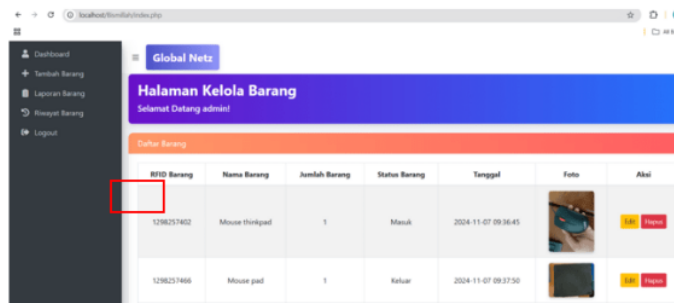 localhost/Bismillah/index.php
Dashboard
Tambah Barang
Laporan Barang
Riwayat Barang
Logout
Global Netz
Halaman Kelola Barang
Selamat Datang admin!
Daftar Barang
RFID Barang Nama Barang Jumlah Barang Status Barang Tanggal Foto Aksi
1298257402 Mouse thinkpad 1 Masuk 2024-11-07 09:36:45 Edit Hapus
1298257466 Mouse pad 1 Keluar 2024-11-07 09:37:50 Edit Hapus